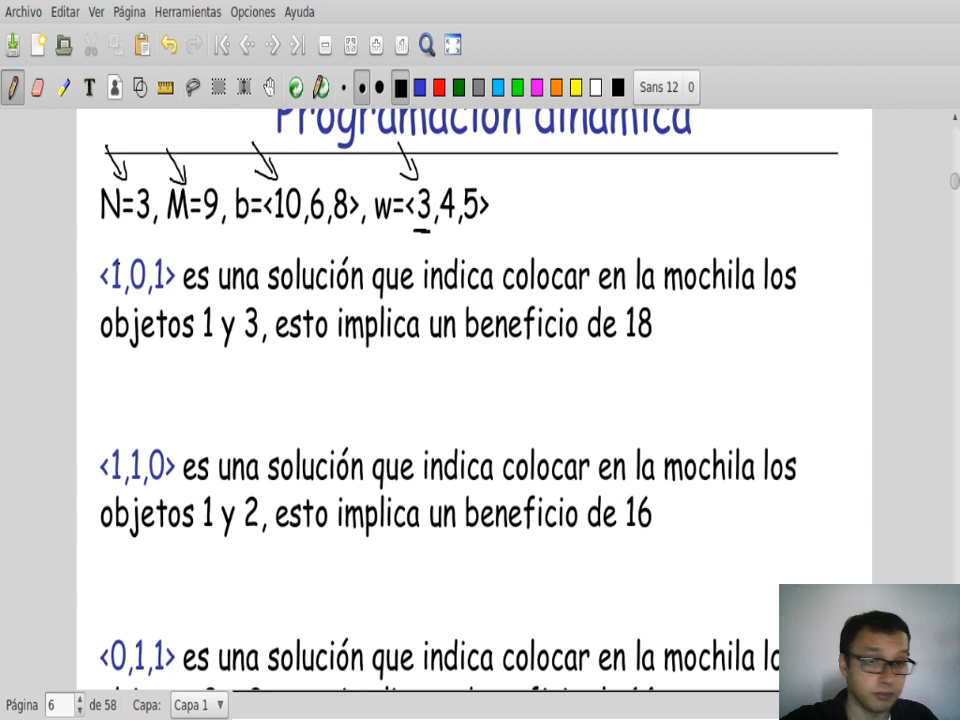 Archivo Editar Ver Página Herramientas Opciones Ayuda
T Sans 12 0
Programación dinámica
N=3, M=9, b=<10,6,8>, w=<3,4,5>
<1,0,1> es una solución que indica colocar en la mochila los
objetos 1 y 3, esto implica un beneficio de 18
<1,1,0> es una solución que indica colocar en la mochila los
objetos 1 y 2, esto implica un beneficio de 16
<0,1,1> es una solución que indica colocar en la mochila
Página 6 de 58 Capa: Capa 1